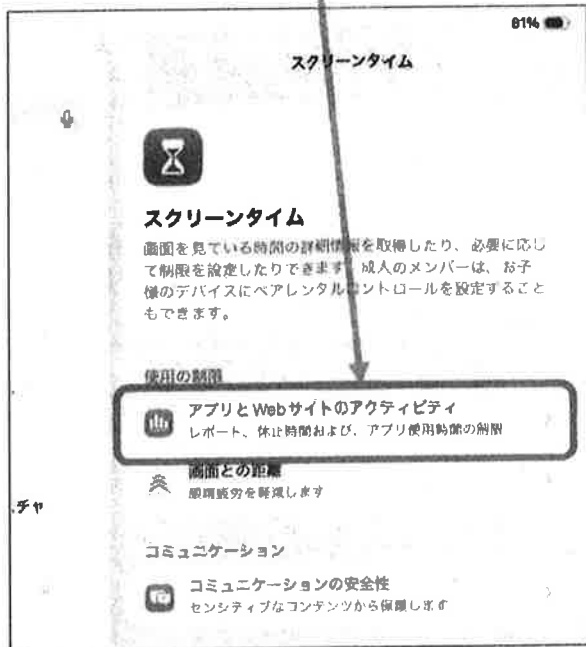 81%
スクリーンタイム
スクリーンタイム
画面を見ている時間の詳細情報を取得したり、必要に応じ
て制限を設定したりできます。成人のメンバーは、お子
様のデバイスにペアレンタルコントロールを設定すること
もできます。
使用の制限
アプリとWebサイトのアクティビティ
レポート、休止時間および、アプリ使用時間の制限
画面との距離
眼精疲労を軽減します
.チャ
コミュニケーション
コミュニケーションの安全性
センシティブなコンテンツから保護します